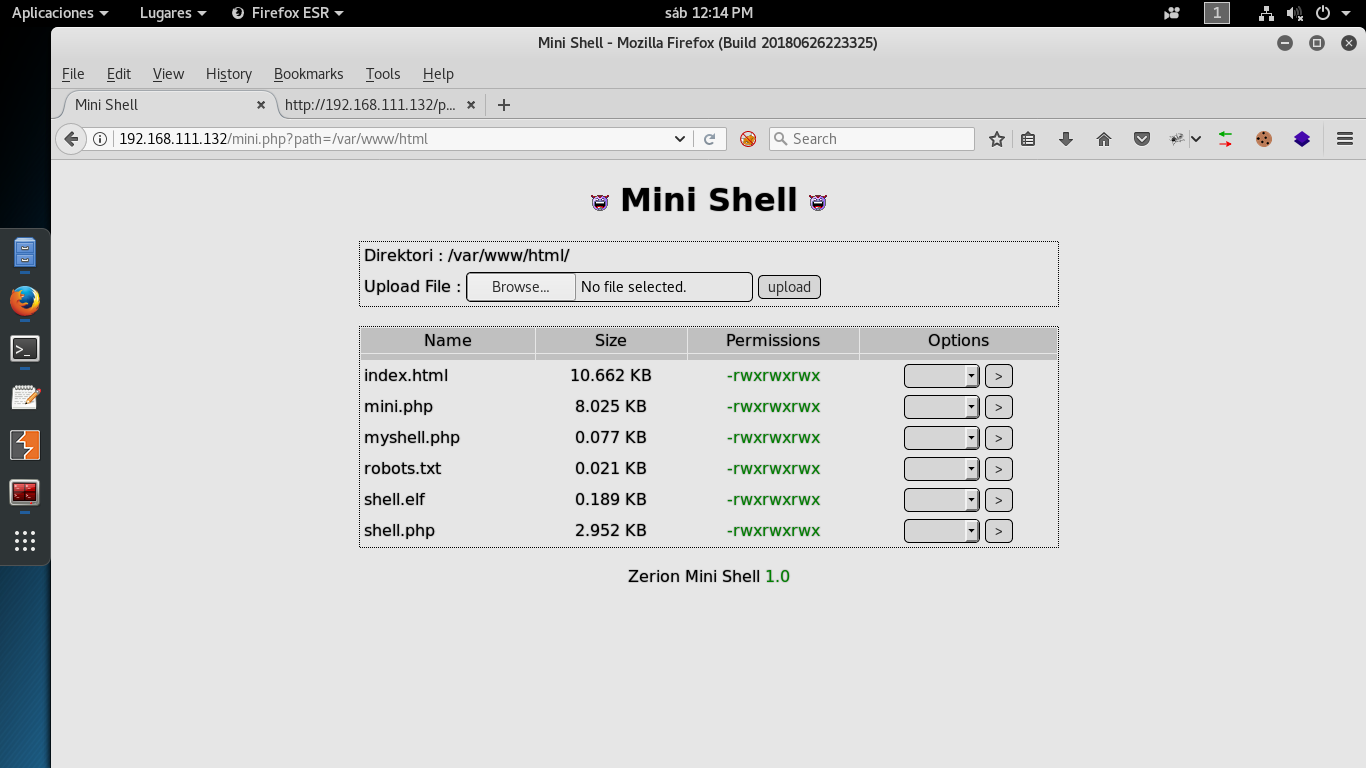 Aplicaciones Lugares Firefox ESR sáb 12:14 PM 1
Mini Shell - Mozilla Firefox (Build 20180626223325)
File Edit View History Bookmarks Tools Help
Mini Shell http://192.168.111.132/p...
192.168.111.132/mini.php?path=/var/www/html Search
Mini Shell
Direktori : /var/www/html/
Upload File : Browse... No file selected. upload
Name Size Permissions Options
index.html 10.662 KB -rwxrwxrwx >
mini.php 8.025 KB -rwxrwxrwx >
myshell.php 0.077 KB -rwxrwxrwx >
robots.txt 0.021 KB -rwxrwxrwx >
shell.elf 0.189 KB -rwxrwxrwx >
shell.php 2.952 KB -rwxrwxrwx >
Zerion Mini Shell 1.0